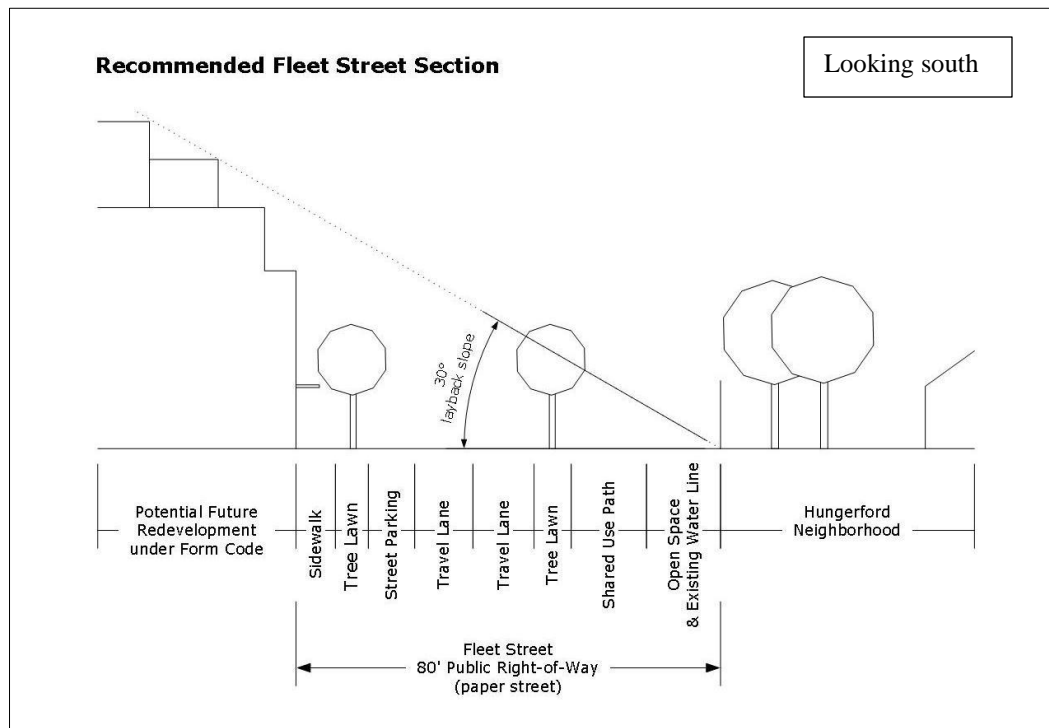 Recommended Fleet Street Section
Looking south
30°
layback slope
Potential Future
Redevelopment
under Form Code
Sidewalk
Tree Lawn
Street Parking
Travel Lane
Travel Lane
Tree Lawn
Shared Use Path
Open Space
& Existing Water Line
Hungerford
Neighborhood
Fleet Street
80' Public Right-of-Way
(paper street)